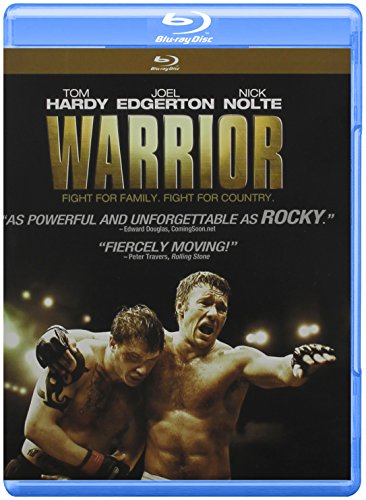 Blu-ray Disc
Blu-ray Disc
TOM JOEL NICK
HARDY EDGERTON NOLTE
WARRIOR
FIGHT FOR FAMILY. FIGHT FOR COUNTRY.
"AS POWERFUL AND UNFORGETTABLE AS ROCKY."
– Edward Douglas, ComingSoon.net
"FIERCELY MOVING!"
– Peter Travers, Rolling Stone